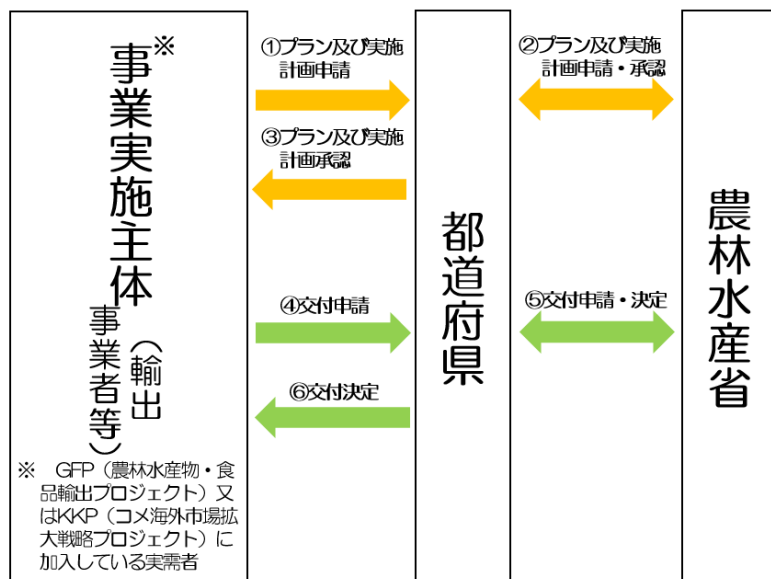 ※
事業実施主体
（輸出
事業者等）
※　GFP（農林水産物・食
品輸出プロジェクト）又
はKKP（コメ海外市場拡
大戦略プロジェクト）に
加入している実需者
①プラン及び実施
計画申請
③プラン及び実施
計画承認
④交付申請
⑥交付決定
都道府県
②プラン及び実施
計画申請・承認
⑤交付申請・決定
農林水産省